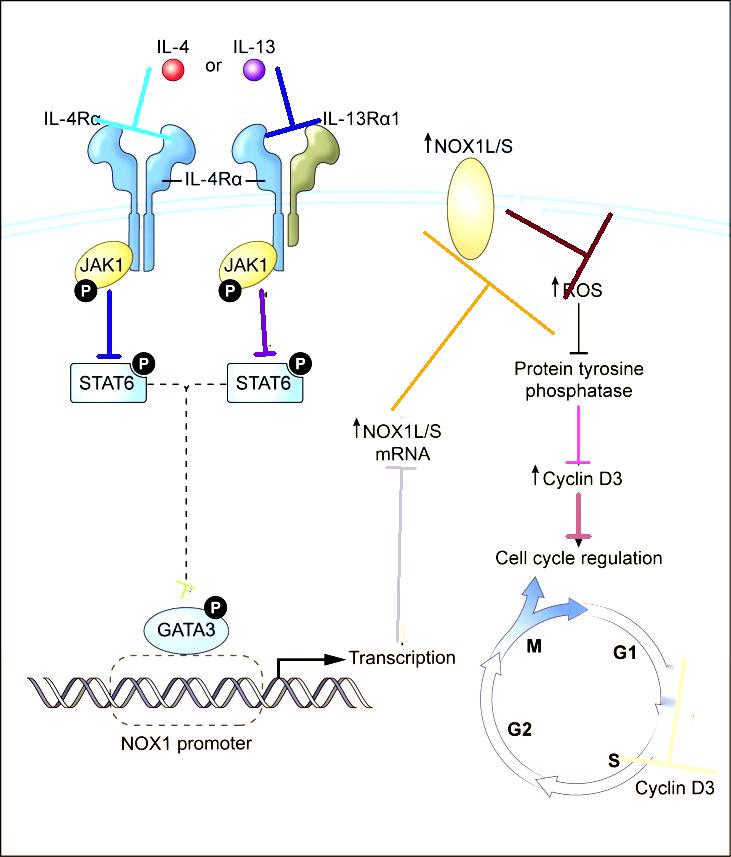 IL-4
or
IL-13
IL-4Rα
IL-13Rα1
IL-4Rα
NOX1L/S
JAK1
P
JAK1
P
ROS
STAT6
P
STAT6
P
Protein tyrosine
phosphatase
NOX1L/S
mRNA
Cyclin D3
Cell cycle regulation
GATA3
P
Transcription
NOX1 promoter
M
G1
G2
S
Cyclin D3